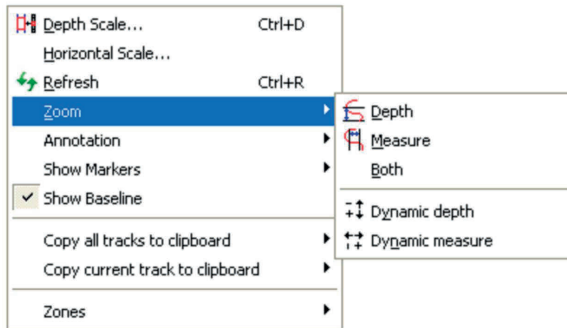 Depth Scale... Ctrl+D
Horizontal Scale...
Refresh Ctrl+R
Zoom
Annotation
Show Markers
Show Baseline
Copy all tracks to clipboard
Copy current track to clipboard
Zones
Depth
Measure
Both
Dynamic depth
Dynamic measure